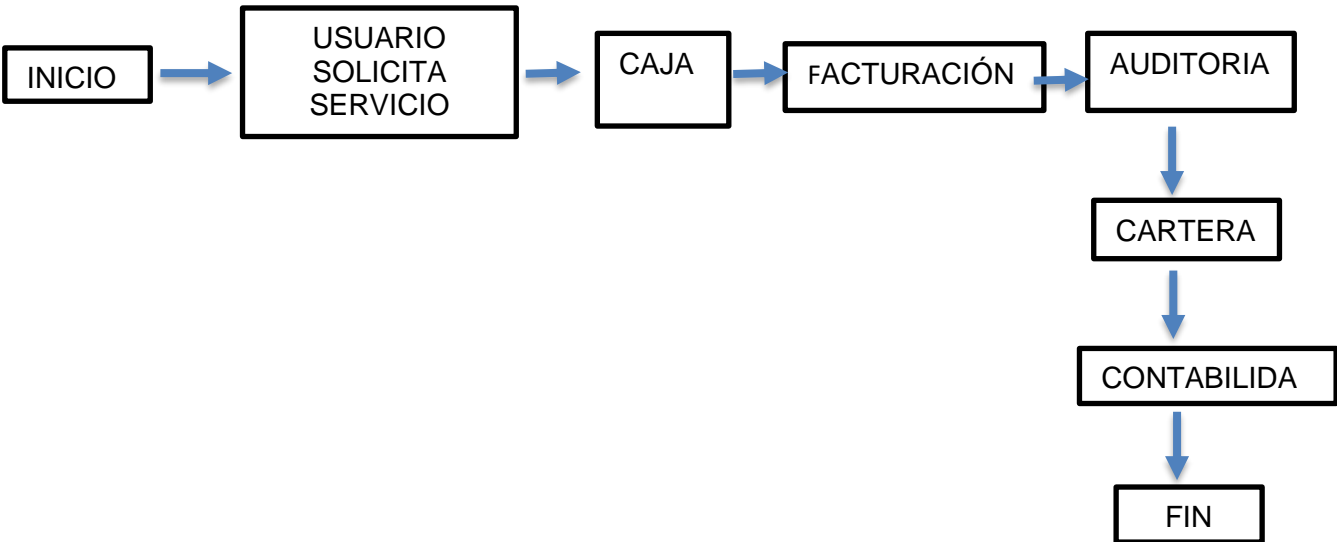 INICIO
USUARIO
SOLICITA
SERVICIO
CAJA
FACTURACIÓN
AUDITORIA
CARTERA
CONTABILIDA
FIN